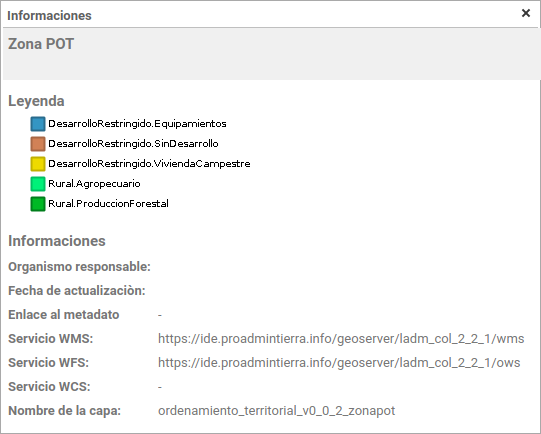 Informaciones ×
Zona POT
Leyenda
DesarrolloRestringido.Equipamientos
DesarrolloRestringido.SinDesarrollo
DesarrolloRestringido.ViviendaCampestre
Rural.Agropecuario
Rural.ProduccionForestal
Informaciones
Organismo responsable:
Fecha de actualizaciòn:
Enlace al metadato -
Servicio WMS: https://ide.proadmintierra.info/geoserver/ladm_col_2_2_1/wms
Servicio WFS: https://ide.proadmintierra.info/geoserver/ladm_col_2_2_1/ows
Servicio WCS: -
Nombre de la capa: ordenamiento_territorial_v0_0_2_zonapot